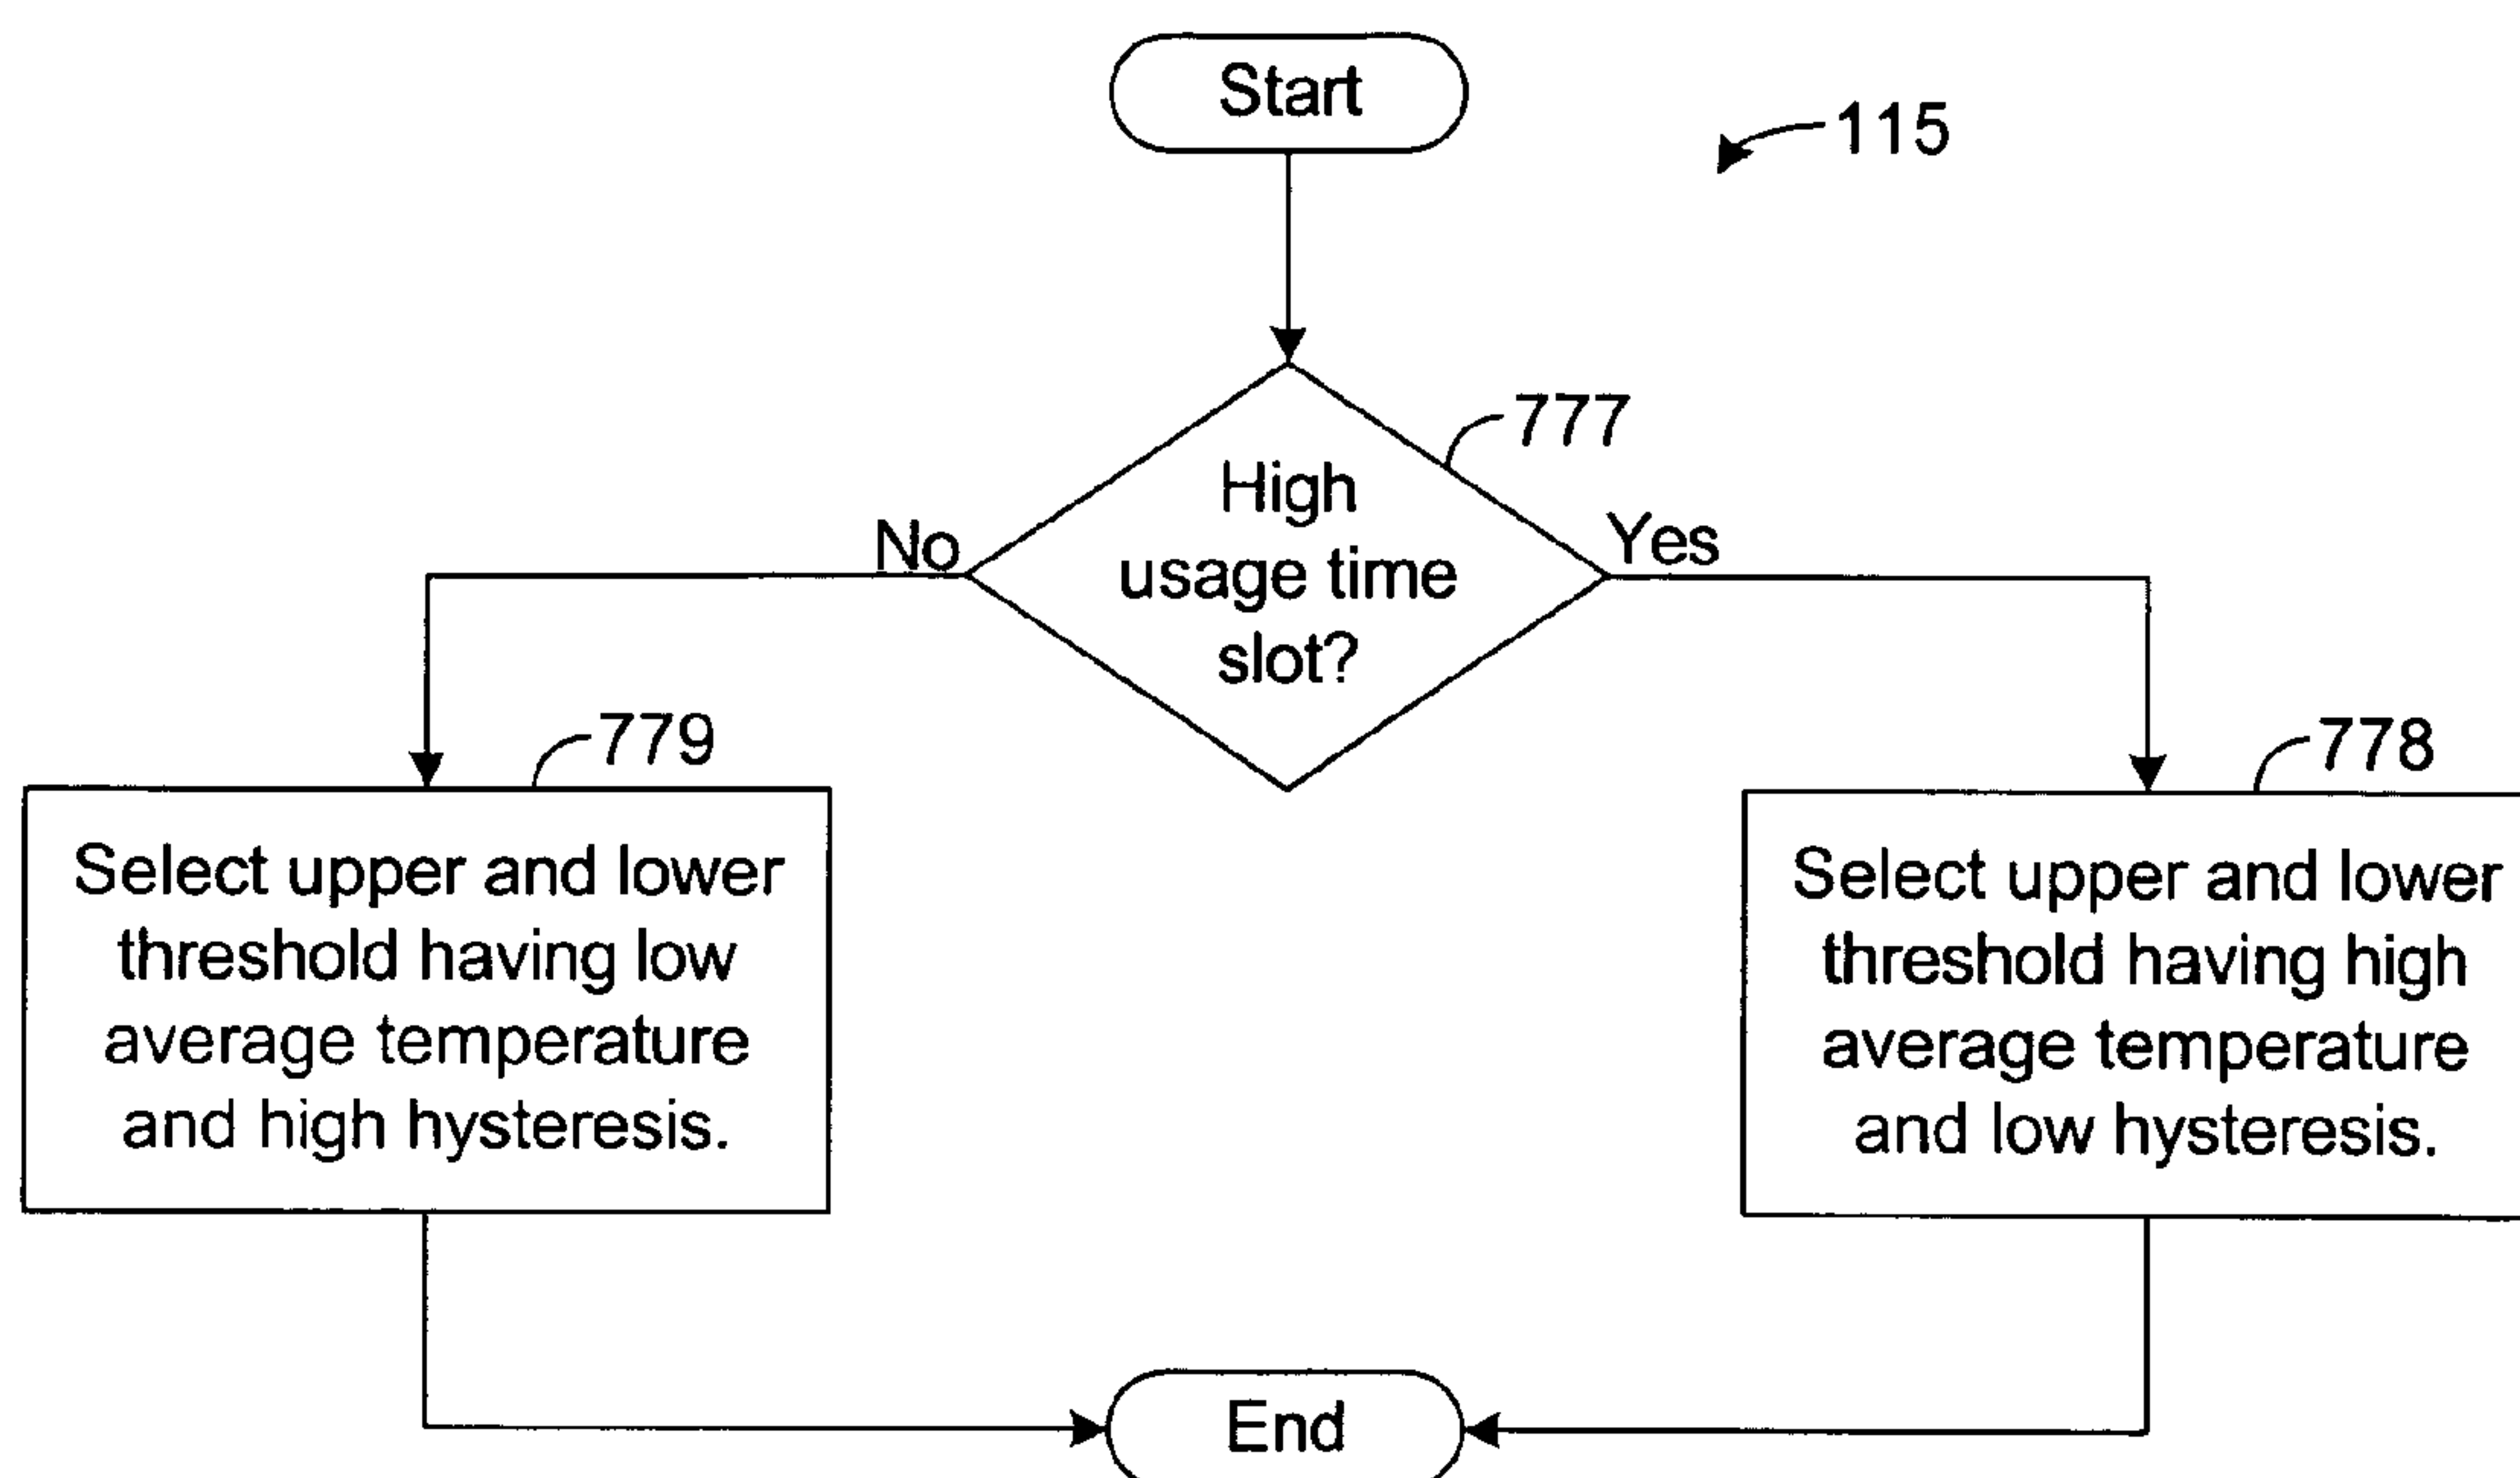 Start
115
777
High
usage time
slot?
No
Yes
779
778
Select upper and lower
threshold having low
average temperature
and high hysteresis.
Select upper and lower
threshold having high
average temperature
and low hysteresis.
End